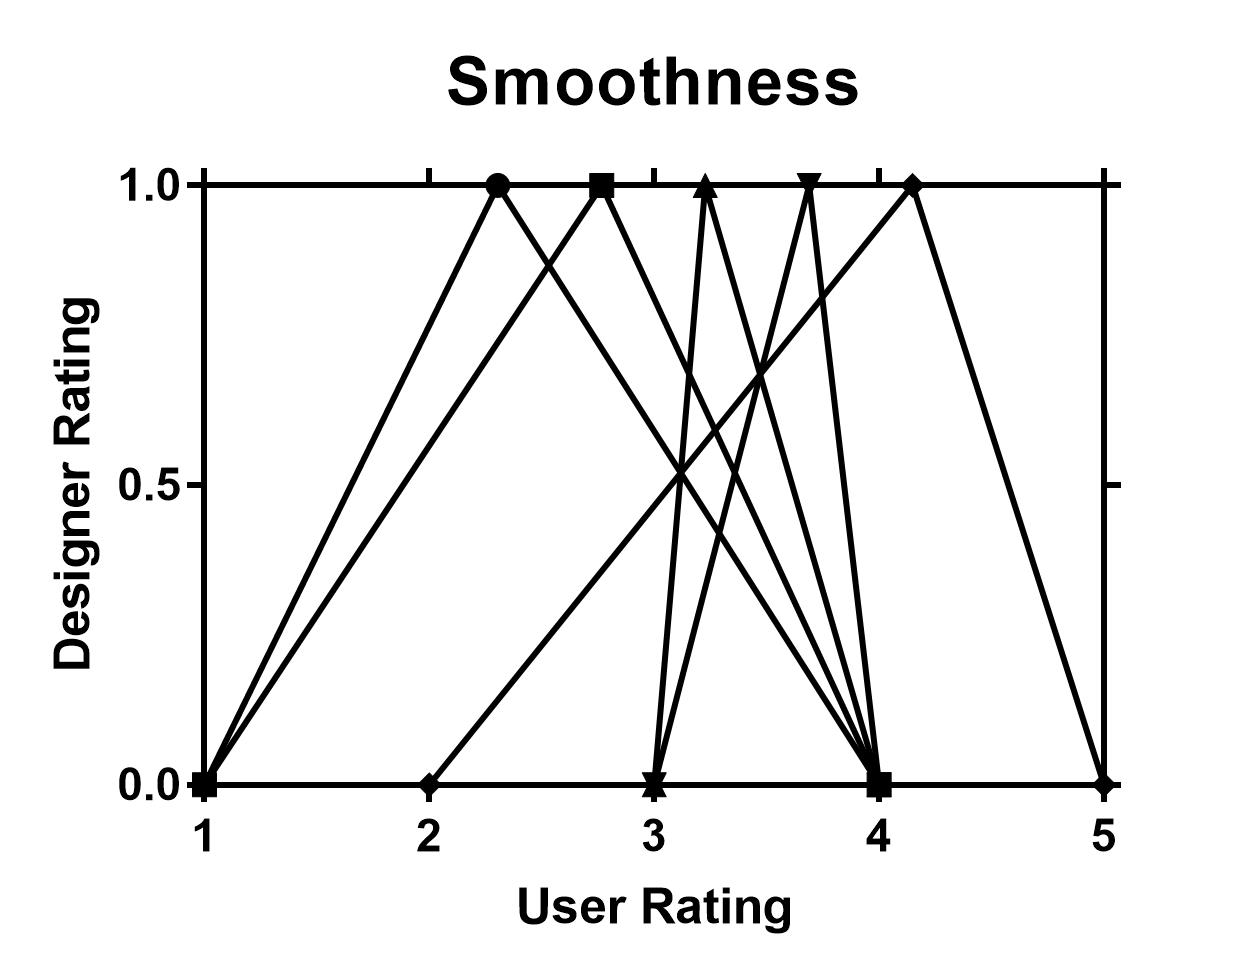 Smoothness
1.0
0.5
0.0
Designer Rating
1 2 3 4 5
User Rating